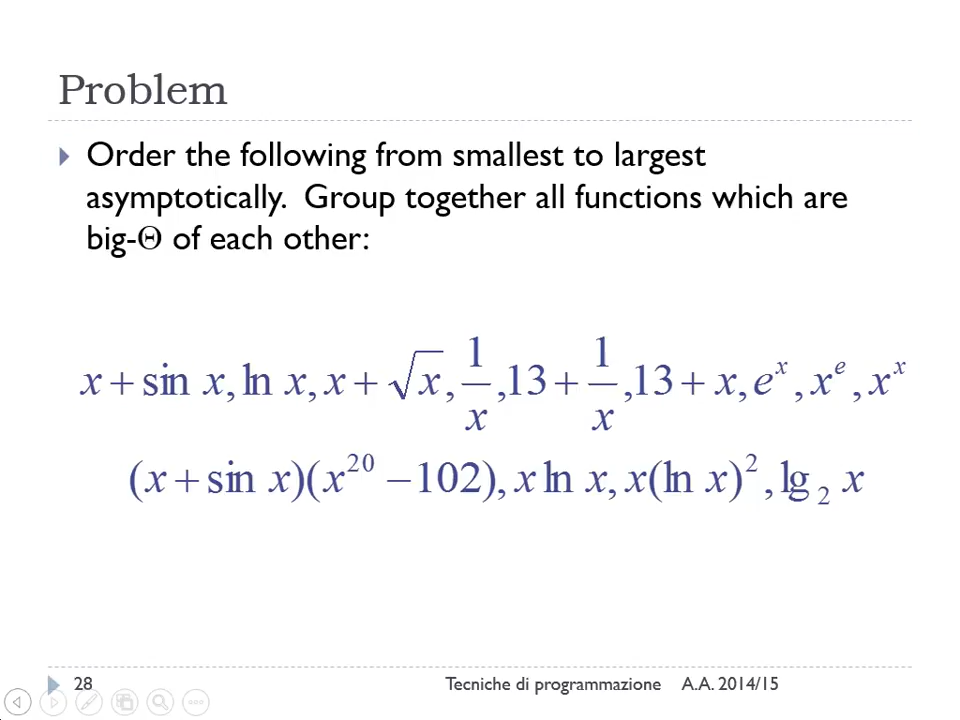 Problem
Order the following from smallest to largest
asymptotically. Group together all functions which are
big-Θ of each other:
x + sin x, ln x, x + √x, 1/x, 13 + 1/x, 13 + x, e^x, x^e, x^x
(x + sin x)(x^20 − 102), x ln x, x(ln x)^2, lg_2 x
28 Tecniche di programmazione A.A. 2014/15